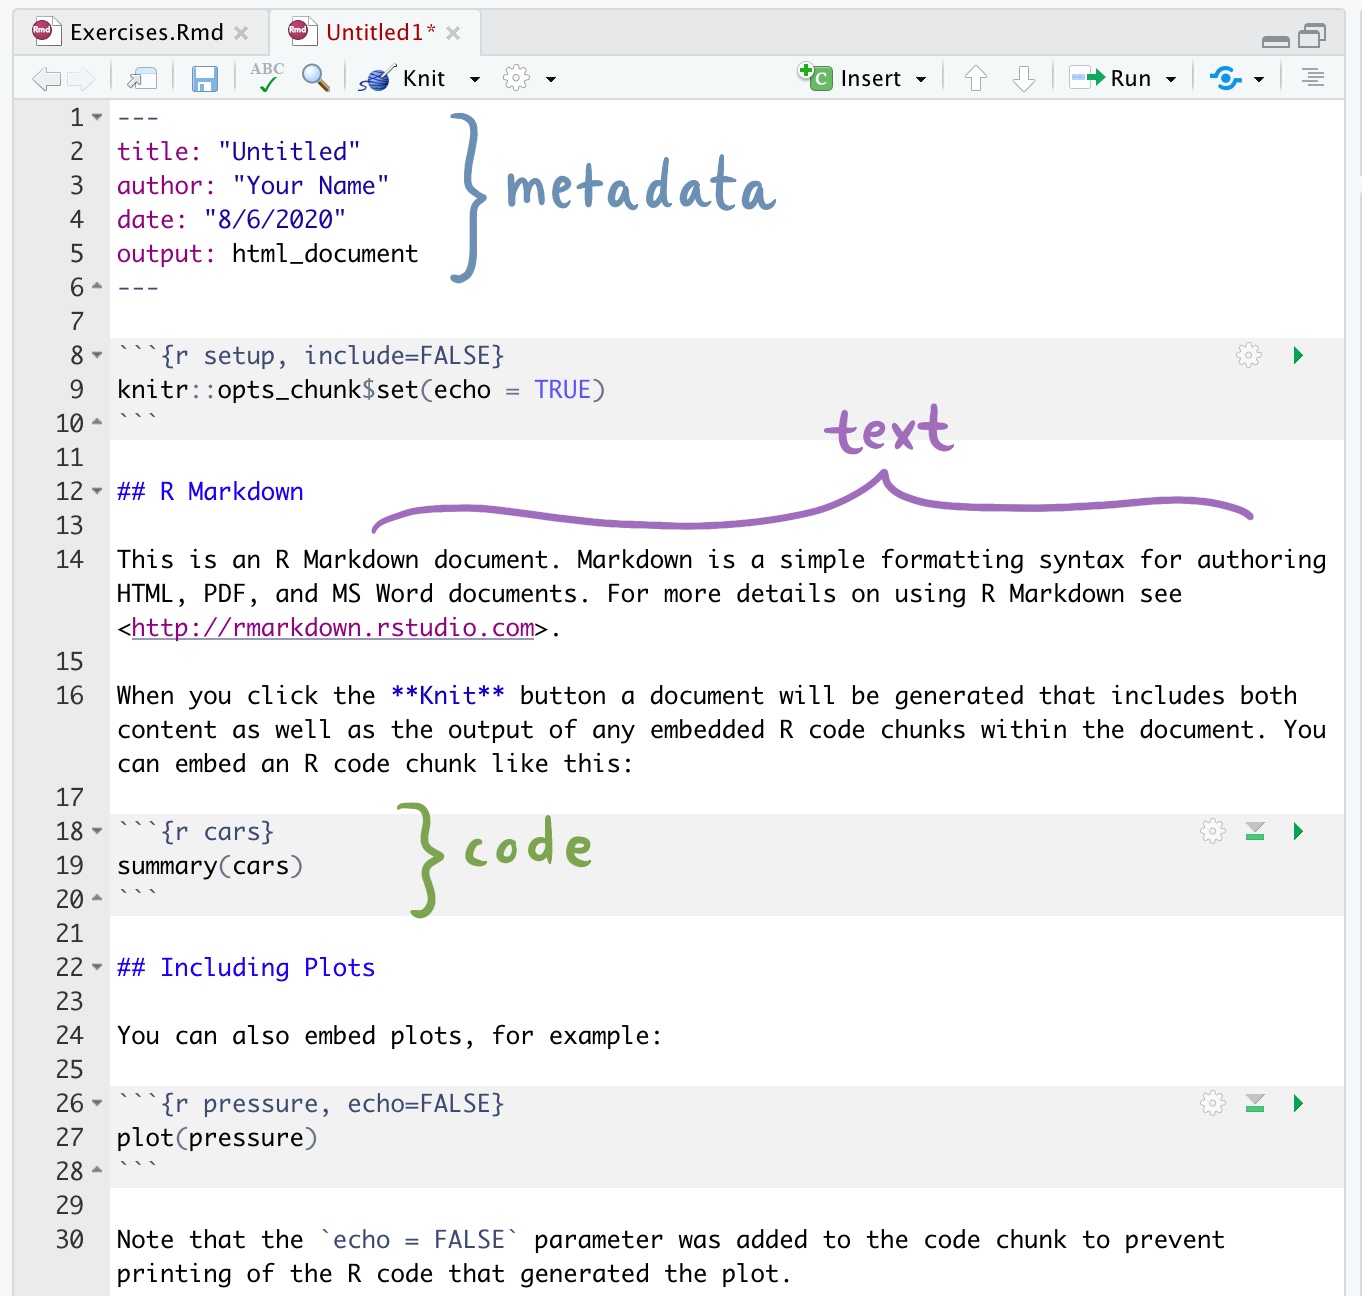 Exercises.Rmd Untitled1*
ABC Knit Insert Run
1 ---
2 title: "Untitled"
3 author: "Your Name"
metadata
4 date: "8/6/2020"
5 output: html_document
6 ---
7
8 ```{r setup, include=FALSE}
9 knitr::opts_chunk$set(echo = TRUE)
10 ```
text
11
12 ## R Markdown
13
14 This is an R Markdown document. Markdown is a simple formatting syntax for authoring
HTML, PDF, and MS Word documents. For more details on using R Markdown see
<http://rmarkdown.rstudio.com>.
15
16 When you click the **Knit** button a document will be generated that includes both
content as well as the output of any embedded R code chunks within the document. You
can embed an R code chunk like this:
17
18 ```{r cars}
code
19 summary(cars)
20 ```
21
22 ## Including Plots
23
24 You can also embed plots, for example:
25
26 ```{r pressure, echo=FALSE}
27 plot(pressure)
28 ```
29
30 Note that the `echo = FALSE` parameter was added to the code chunk to prevent
printing of the R code that generated the plot.